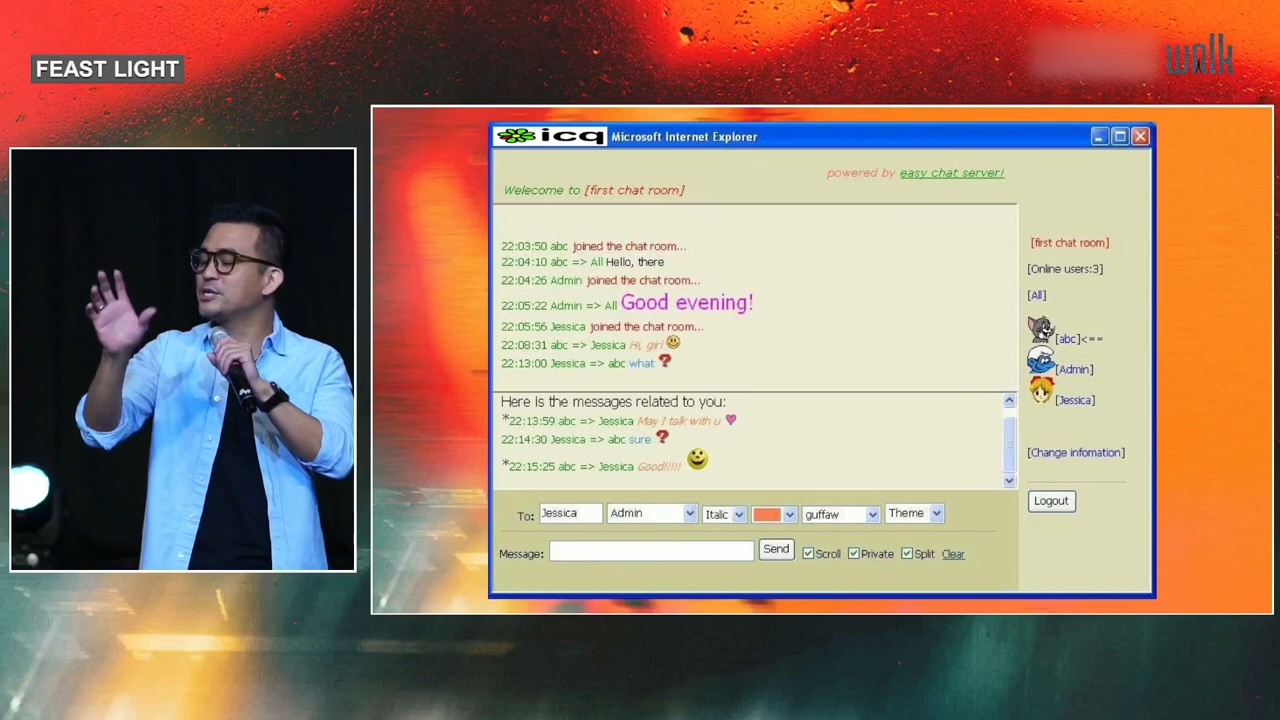 FEAST LIGHT
walk
icq Microsoft Internet Explorer
powered by easy chat server!
Welcome to [first chat room]
22:03:50 abc joined the chat room...
22:04:10 abc => All Hello, there
22:04:26 Admin joined the chat room...
22:05:22 Admin => All Good evening!
22:05:56 Jessica joined the chat room...
22:08:31 abc => Jessica Hi, girl
22:13:00 Jessica => abc what ?
Here is the messages related to you:
*22:13:59 abc => Jessica May I talk with u
22:14:30 Jessica => abc sure ?
*22:15:25 abc => Jessica Good!!!!!
[first chat room]
[Online users:3]
[All]
[abc]<==
[Admin]
[Jessica]
[Change infomation]
Logout
To: Jessica Admin Italic guffaw Theme
Message: Send Scroll Private Split Clear